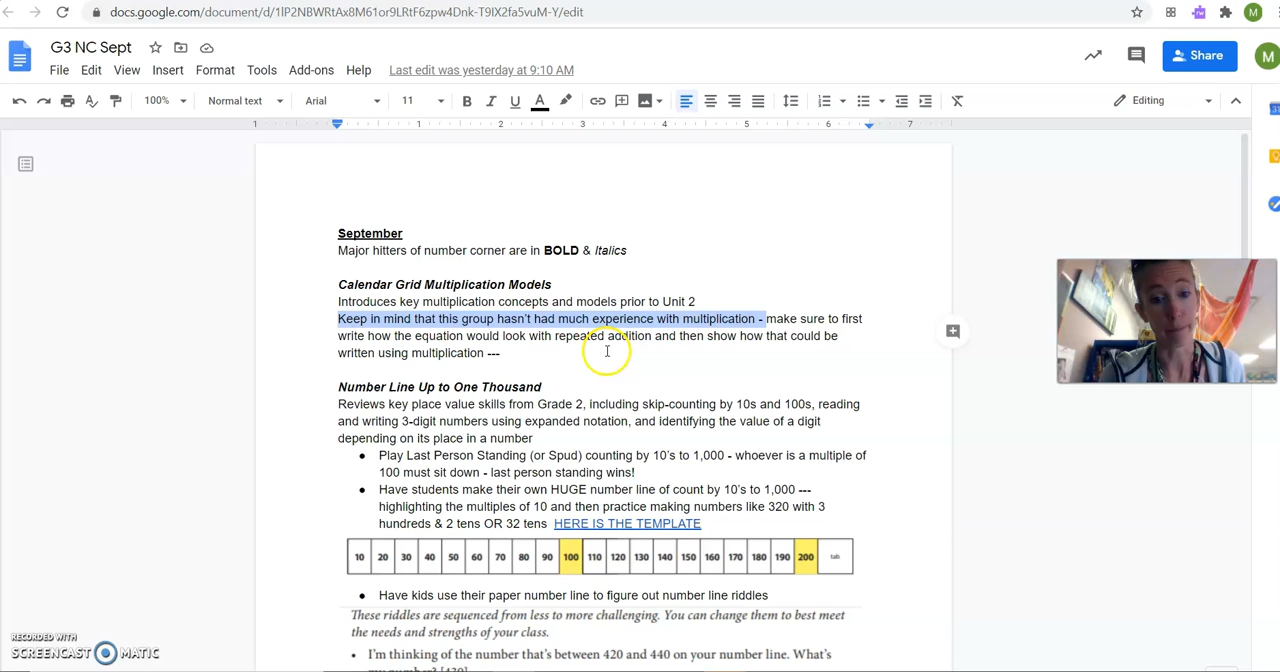 docs.google.com/document/d/1lP2NBWRtAx8M61or9LRtF6zpw4Dnk-T9lX2fa5vuM-Y/edit
M
G3 NC Sept
File Edit View Insert Format Tools Add-ons Help Last edit was yesterday at 9:10 AM
Share
M
100% Normal text Arial 11 B I U A Editing
1 1 2 3 4 5 6 7
September
Major hitters of number corner are in BOLD & Italics
Calendar Grid Multiplication Models
Introduces key multiplication concepts and models prior to Unit 2
Keep in mind that this group hasn't had much experience with multiplication - make sure to first
write how the equation would look with repeated addition and then show how that could be
written using multiplication ---
Number Line Up to One Thousand
Reviews key place value skills from Grade 2, including skip-counting by 10s and 100s, reading
and writing 3-digit numbers using expanded notation, and identifying the value of a digit
depending on its place in a number
● Play Last Person Standing (or Spud) counting by 10's to 1,000 - whoever is a multiple of
100 must sit down - last person standing wins!
● Have students make their own HUGE number line of count by 10's to 1,000 ---
highlighting the multiples of 10 and then practice making numbers like 320 with 3
hundreds & 2 tens OR 32 tens HERE IS THE TEMPLATE
10 20 30 40 50 60 70 80 90 100 110 120 130 140 150 160 170 180 190 200 tab
● Have kids use their paper number line to figure out number line riddles
These riddles are sequenced from less to more challenging. You can change them to best meet
the needs and strengths of your class.
• I'm thinking of the number that's between 420 and 440 on your number line. What's
my number? [430]
RECORDED WITH
SCREENCAST MATIC